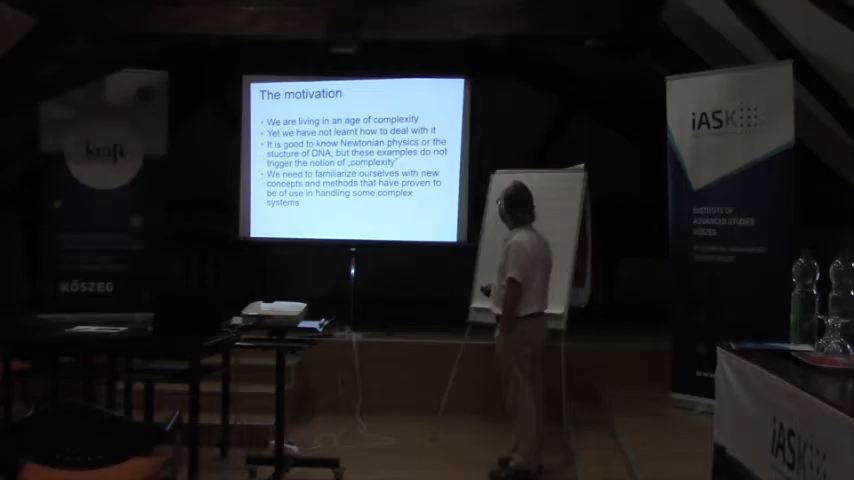 The motivation
• We are living in an age of complexity
• Yet we have not learnt how to deal with it
• It is good to know Newtonian physics or the
stucture of DNA, but these examples do not
trigger the notion of „complexity"
• We need to familiarize ourselves with new
concepts and methods that have proven to
be of use in handling some complex
systems
iASK
INSTITUTE OF
ADVANCED STUDIES
KŐSZEG
kraft
KŐSZEG
iASK